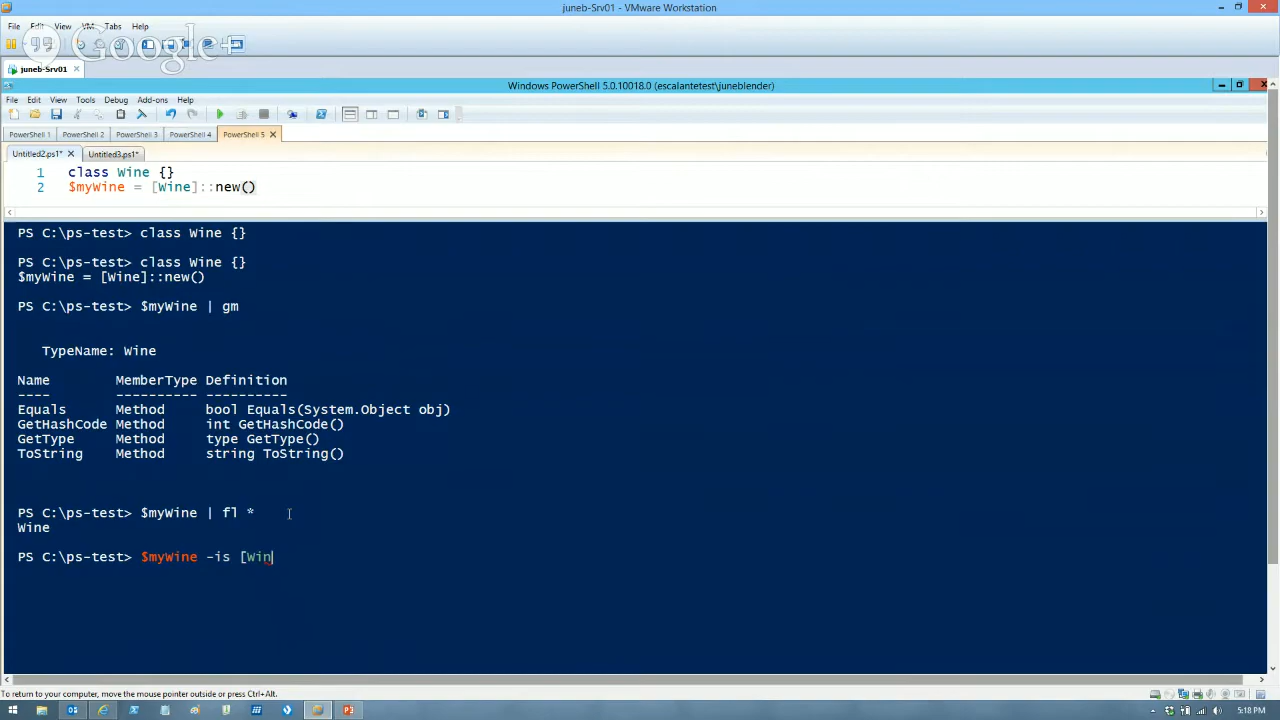 juneb-Srv01 - VMware Workstation
File Edit View VM Tabs Help
Google+
juneb-Srv01
Windows PowerShell 5.0.10018.0 (escalantetest\juneblender)
File Edit View Tools Debug Add-ons Help
PowerShell 1 PowerShell 2 PowerShell 3 PowerShell 4 PowerShell 5
Untitled2.ps1* Untitled3.ps1*
1 class Wine {}
2 $myWine = [Wine]::new()
PS C:\ps-test> class Wine {}
PS C:\ps-test> class Wine {}
$myWine = [Wine]::new()
PS C:\ps-test> $myWine | gm
TypeName: Wine
Name MemberType Definition
---- ---------- ----------
Equals Method bool Equals(System.Object obj)
GetHashCode Method int GetHashCode()
GetType Method type GetType()
ToString Method string ToString()
PS C:\ps-test> $myWine | fl *
Wine
PS C:\ps-test> $myWine -is [Win
To return to your computer, move the mouse pointer outside or press Ctrl+Alt.
5:18 PM